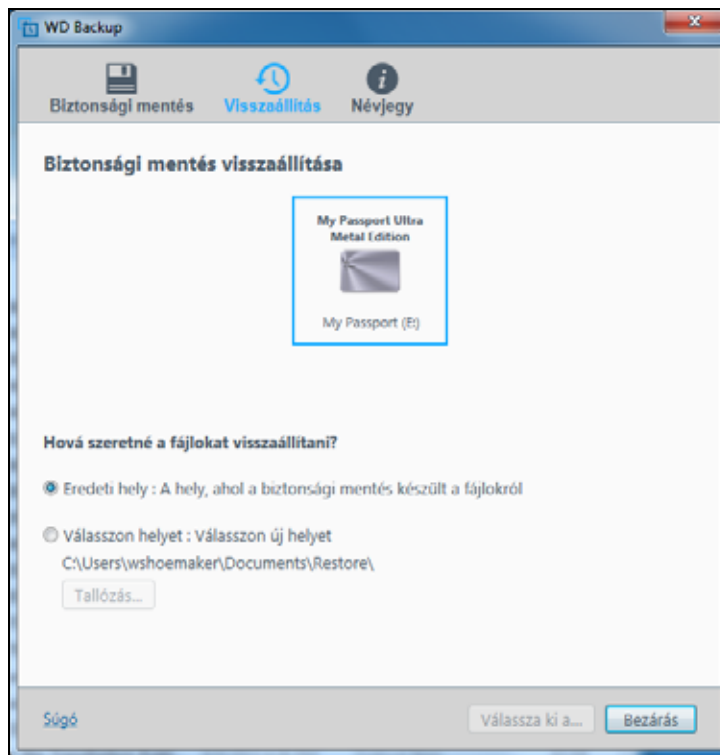 WD Backup
Biztonsági mentés
Visszaállítás
Névjegy
Biztonsági mentés visszaállítása
My Passport Ultra
Metal Edition
My Passport (E:)
Hová szeretné a fájlokat visszaállítani?
Eredeti hely : A hely, ahol a biztonsági mentés készült a fájlokról
Válasszon helyet : Válasszon új helyet
C:\Users\wshoemaker\Documents\Restore\
Tallózás...
Súgó
Válassza ki a...
Bezárás